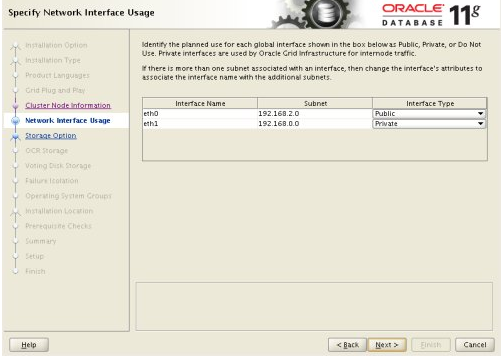 Specify Network Interface Usage
ORACLE
DATABASE
11g
Installation Option
Installation Type
Product Languages
Grid Plug and Play
Cluster Node Information
Network Interface Usage
Storage Option
OCR Storage
Voting Disk Storage
Failure Isolation
Operating System Groups
Installation Location
Prerequisite Checks
Summary
Setup
Finish
Identify the planned use for each global interface shown in the box below as Public, Private, or Do Not
Use. Private interfaces are used by Oracle Grid Infrastructure for internode traffic.
If there is more than one subnet associated with an interface, then change the interface's attributes to
associate the interface name with the additional subnets.
Interface Name Subnet Interface Type
eth0 192.168.2.0 Public
eth1 192.168.0.0 Private
Help
< Back Next > Finish Cancel